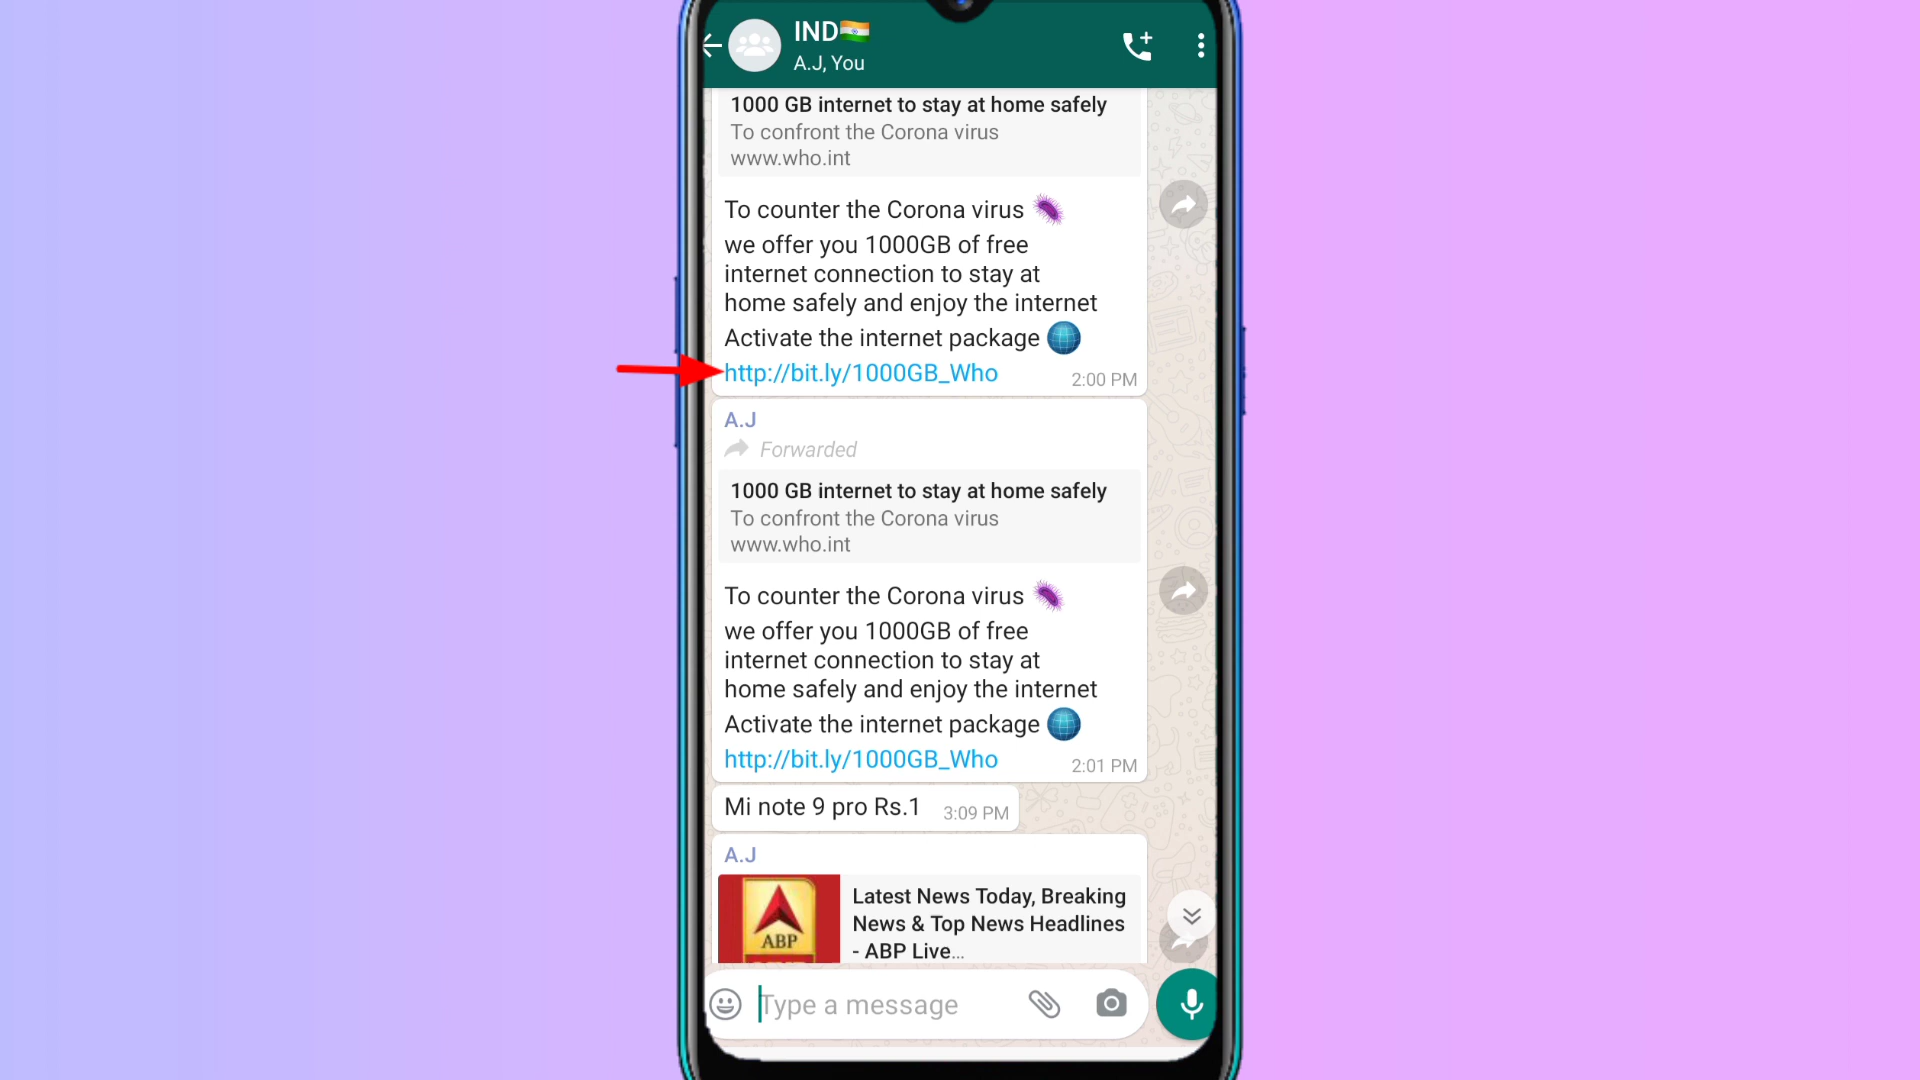 IND🇮🇳
A.J, You
1000 GB internet to stay at home safely
To confront the Corona virus
www.who.int
To counter the Corona virus 🦠
we offer you 1000GB of free
internet connection to stay at
home safely and enjoy the internet
Activate the internet package 🌐
http://bit.ly/1000GB_Who
2:00 PM
A.J
Forwarded
1000 GB internet to stay at home safely
To confront the Corona virus
www.who.int
To counter the Corona virus 🦠
we offer you 1000GB of free
internet connection to stay at
home safely and enjoy the internet
Activate the internet package 🌐
http://bit.ly/1000GB_Who
2:01 PM
Mi note 9 pro Rs.1
3:09 PM
A.J
ABP
Latest News Today, Breaking
News & Top News Headlines
- ABP Live...
Type a message